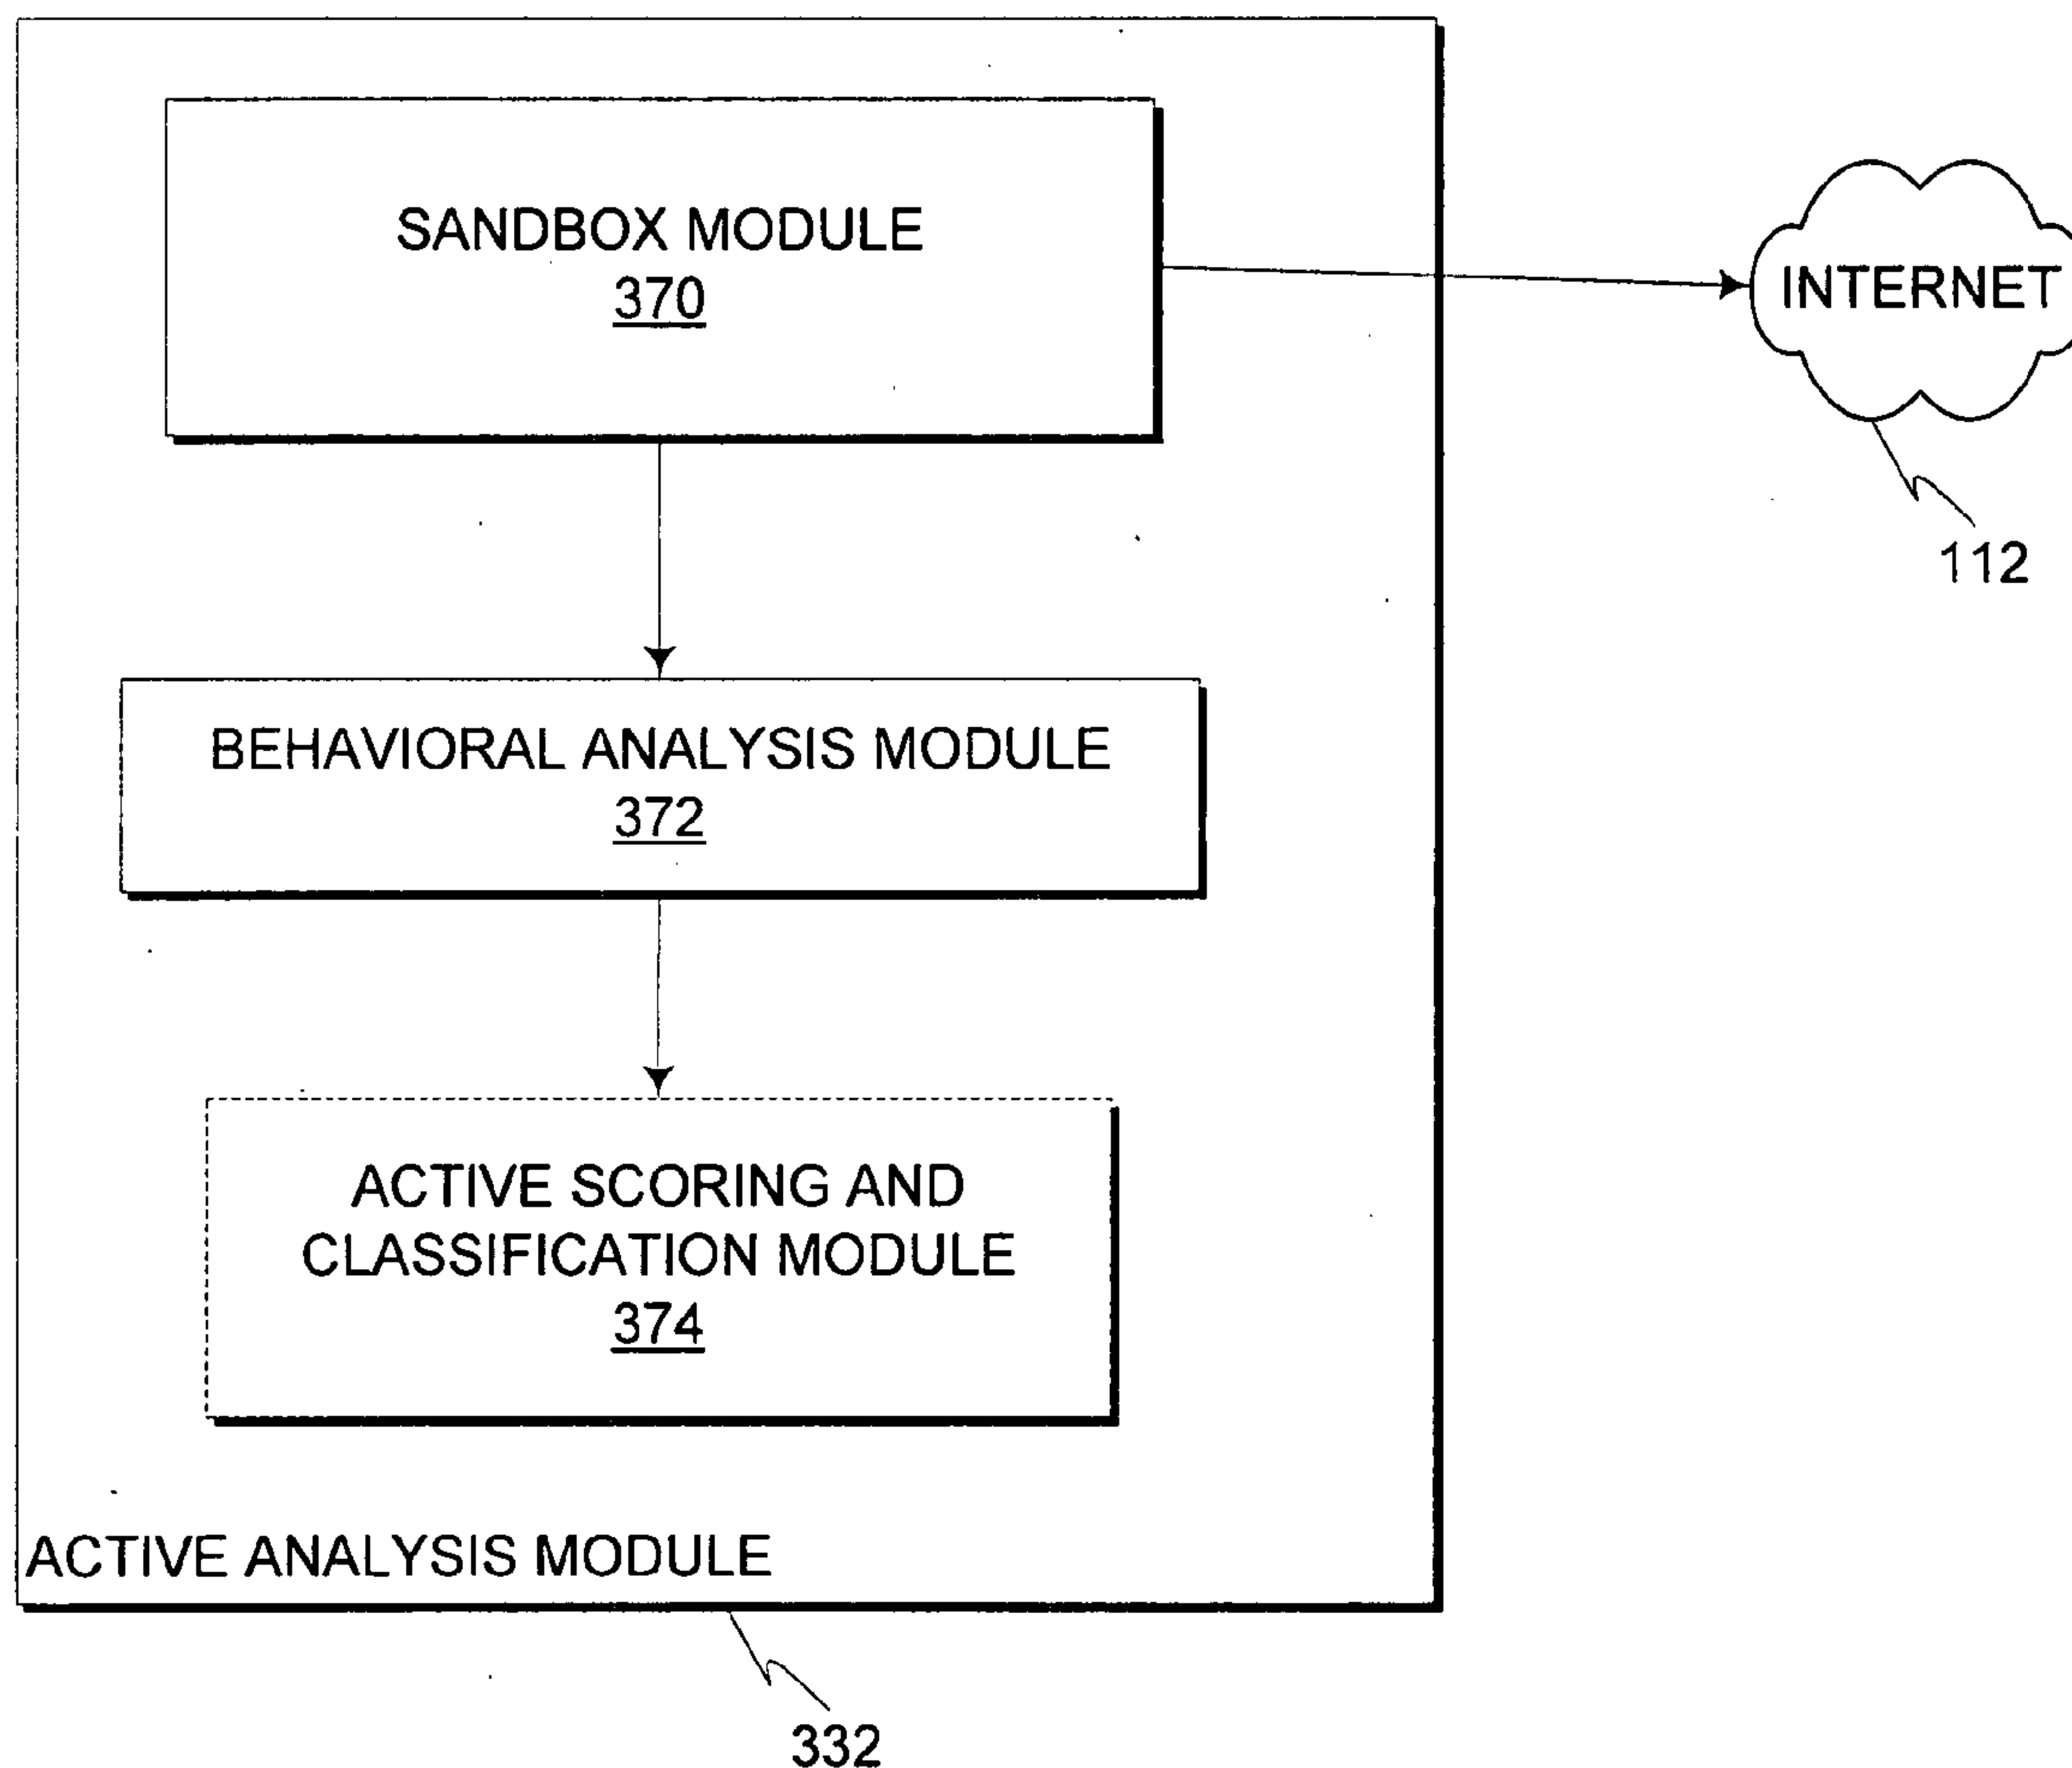 SANDBOX MODULE
370
INTERNET
112
BEHAVIORAL ANALYSIS MODULE
372
ACTIVE SCORING AND
CLASSIFICATION MODULE
374
ACTIVE ANALYSIS MODULE
332